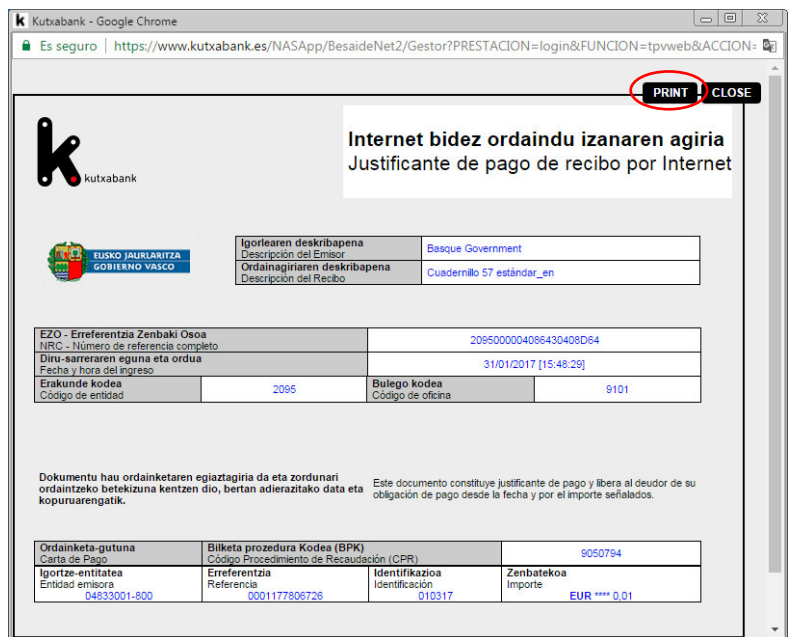 Kutxabank - Google Chrome
Es seguro | https://www.kutxabank.es/NASApp/BesaideNet2/Gestor?PRESTACION=login&FUNCION=tpvweb&ACCION=
PRINT CLOSE
k
kutxabank
Internet bidez ordaindu izanaren agiria
Justificante de pago de recibo por Internet
EUSKO JAURLARITZA
GOBIERNO VASCO
Igorlearen deskribapena
Descripción del Emisor
Basque Government
Ordainagiriaren deskribapena
Descripción del Recibo
Cuadernillo 57 estándar_en
EZO - Erreferentzia Zenbaki Osoa
NRC - Número de referencia completo
2095000004086430408D64
Diru-sarreraren eguna eta ordua
Fecha y hora del ingreso
31/01/2017 [15:48:29]
Erakunde kodea
Código de entidad
2095
Bulego kodea
Código de oficina
9101
Dokumentu hau ordainketaren egiaztagiria da eta zordunari
ordaintzeko betekizuna kentzen dio, bertan adierazitako data eta
kopuruarengatik.
Este documento constituye justificante de pago y libera al deudor de su
obligación de pago desde la fecha y por el importe señalados.
Ordainketa-gutuna
Carta de Pago
Bilketa prozedura Kodea (BPK)
Código Procedimiento de Recaudación (CPR)
9050794
Igortze-entitatea
Entidad emisora
04833001-800
Erreferentzia
Referencia
0001177806726
Identifikazioa
Identificación
010317
Zenbatekoa
Importe
EUR **** 0,01